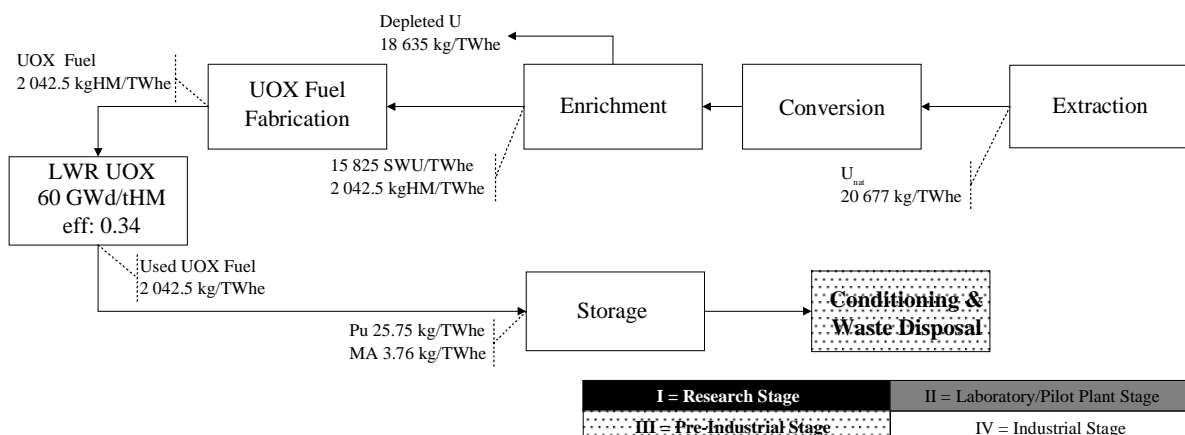 Depleted U
18 635 kg/TWhe
UOX Fuel
2 042.5 kgHM/TWhe
UOX Fuel
Fabrication
Enrichment
Conversion
Extraction
LWR UOX
60 GWd/tHM
eff: 0.34
15 825 SWU/TWhe
2 042.5 kgHM/TWhe
Unat
20 677 kg/TWhe
Used UOX Fuel
2 042.5 kg/TWhe
Pu 25.75 kg/TWhe
MA 3.76 kg/TWhe
Storage
Conditioning &
Waste Disposal
I = Research Stage
II = Laboratory/Pilot Plant Stage
III = Pre-Industrial Stage
IV = Industrial Stage